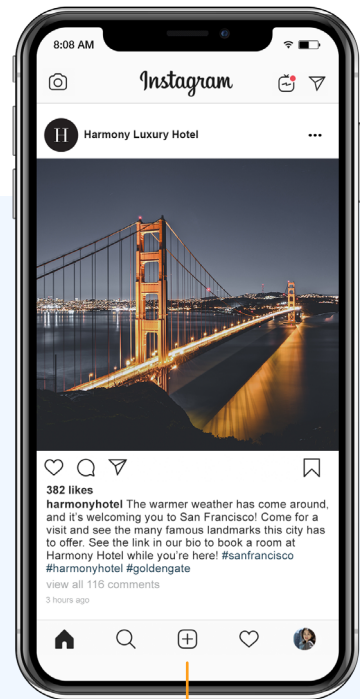 8:08 AM
Instagram
H Harmony Luxury Hotel
382 likes
harmonyhotel The warmer weather has come around,
and it's welcoming you to San Francisco! Come for a
visit and see the many famous landmarks this city has
to offer. See the link in our bio to book a room at
Harmony Hotel while you're here! #sanfrancisco
#harmonyhotel #goldengate
view all 116 comments
3 hours ago